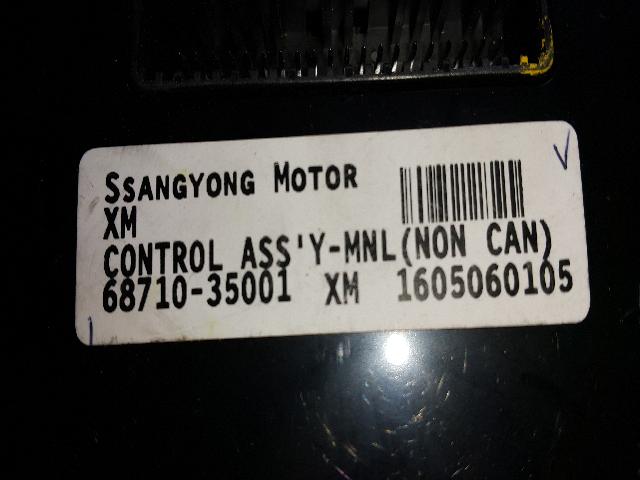 SSANGYONG MOTOR
XM
CONTROL ASS'Y-MNL(NON CAN)
68710-35001 XM 1605060105